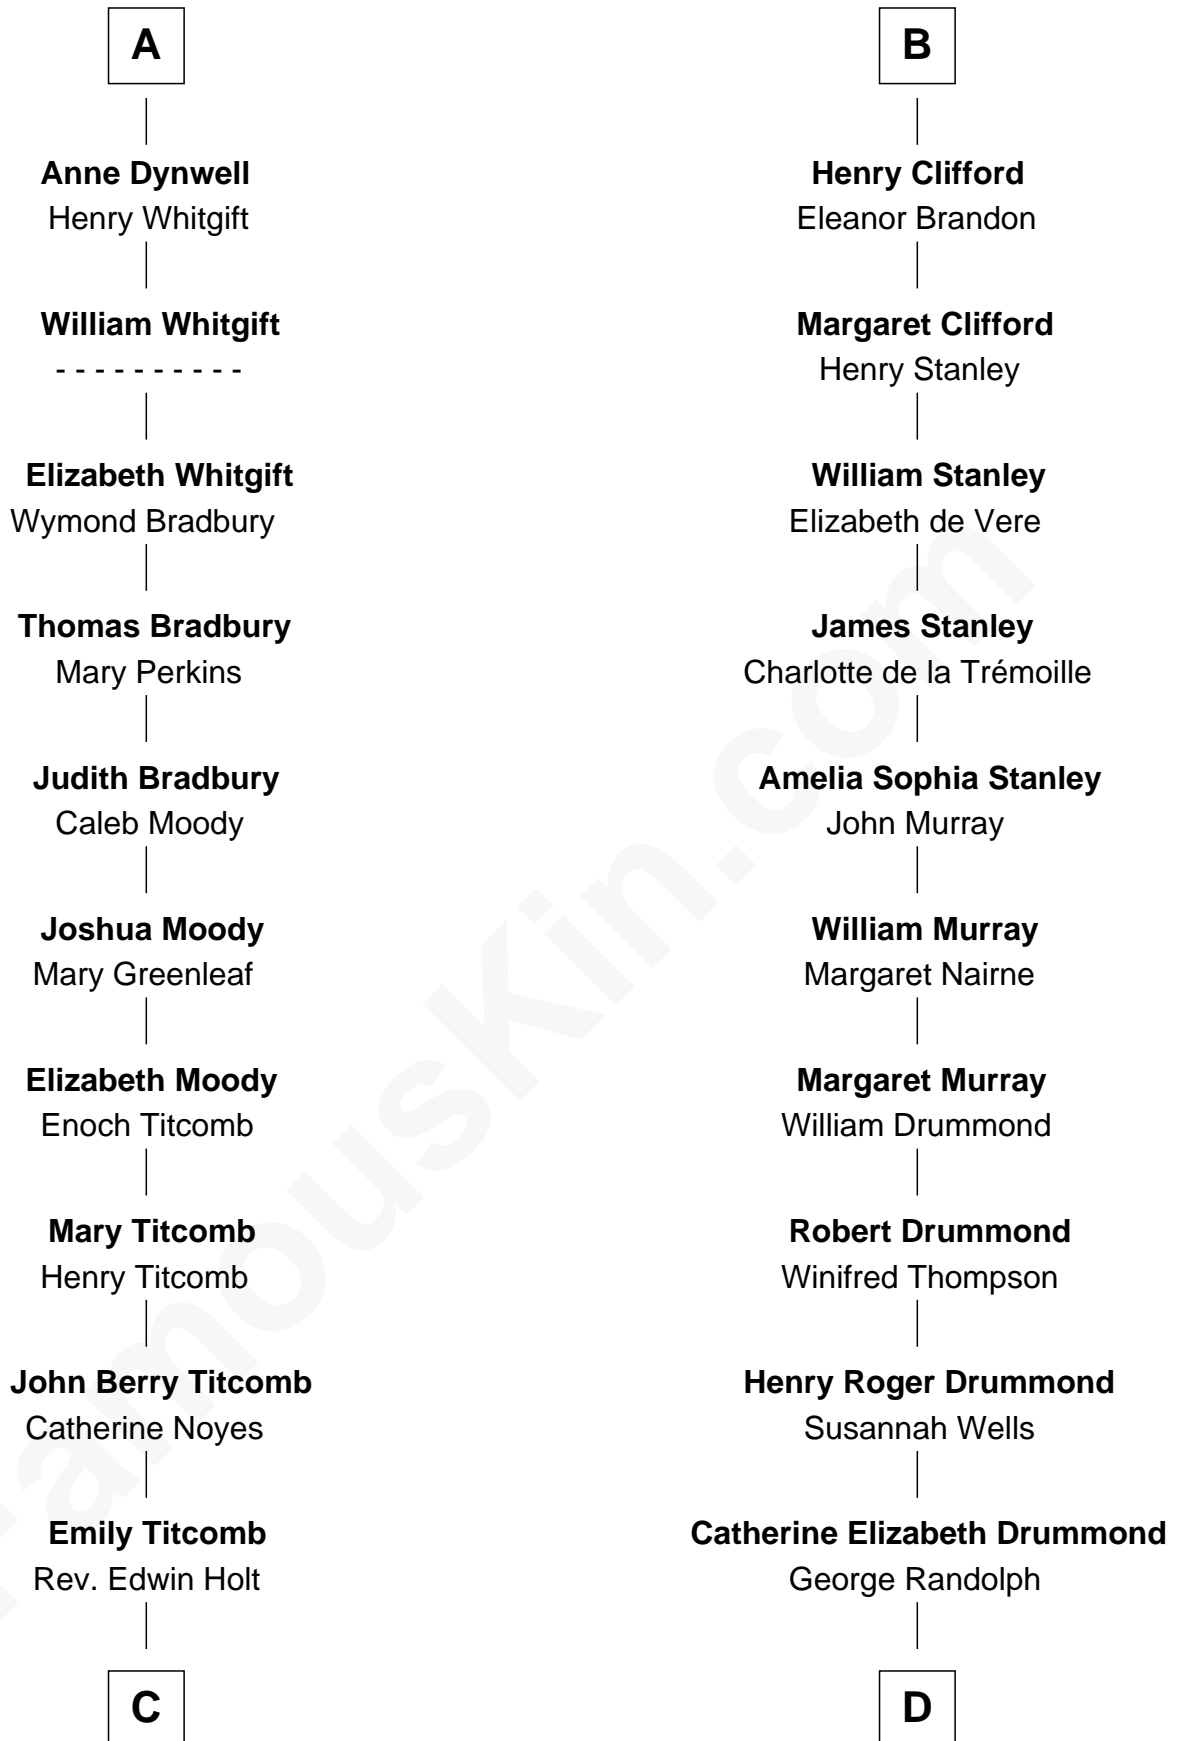 A
Anne Dynwell
Henry Whitgift
William Whitgift
- - - - - - - - - -
Elizabeth Whitgift
Wymond Bradbury
Thomas Bradbury
Mary Perkins
Judith Bradbury
Caleb Moody
Joshua Moody
Mary Greenleaf
Elizabeth Moody
Enoch Titcomb
Mary Titcomb
Henry Titcomb
John Berry Titcomb
Catherine Noyes
Emily Titcomb
Rev. Edwin Holt
C
B
Henry Clifford
Eleanor Brandon
Margaret Clifford
Henry Stanley
William Stanley
Elizabeth de Vere
James Stanley
Charlotte de la Trémoille
Amelia Sophia Stanley
John Murray
William Murray
Margaret Nairne
Margaret Murray
William Drummond
Robert Drummond
Winifred Thompson
Henry Roger Drummond
Susannah Wells
Catherine Elizabeth Drummond
George Randolph
D
FamousKin.com